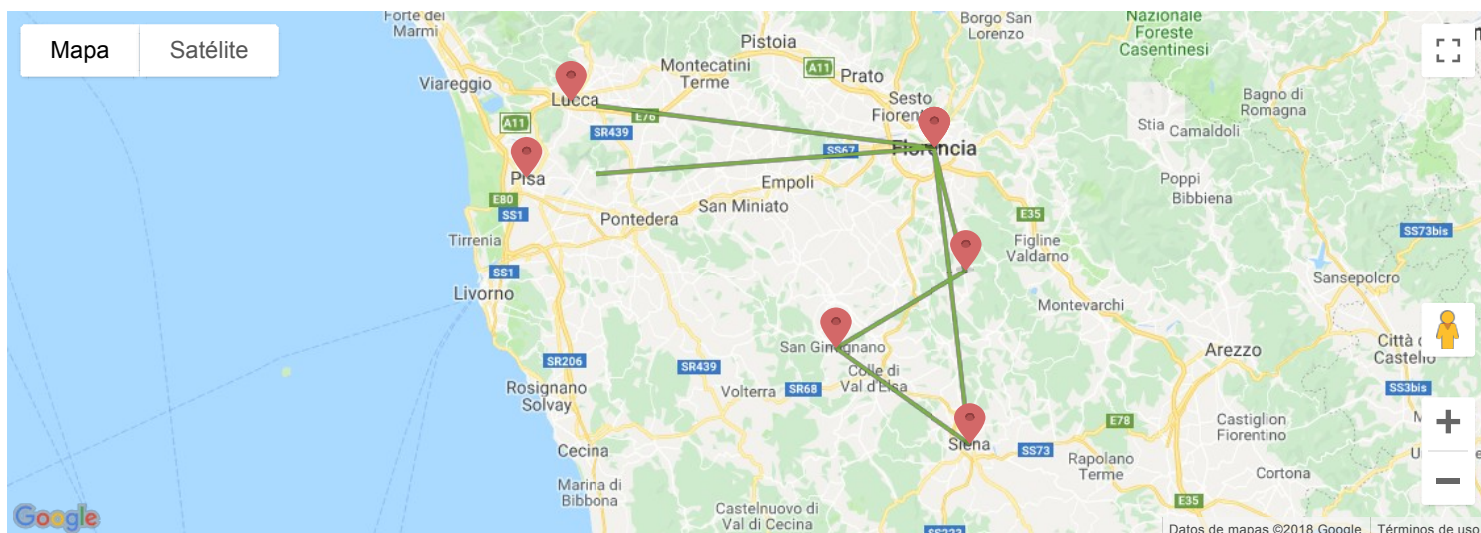 Mapa
Satélite
Forte dei
Marmi
Viareggio
Lucca
A11
Pisa
E80
SS1
Tirrenia
SS1
Livorno
Pistoia
Montecatini
Terme
A11
Prato
E76
SR439
Pontedera
San Miniato
Empoli
SS67
Sesto
Florencia
Borgo San
Lorenzo
Nazionale
Foreste
Casentinesi
Bagno di
Romagna
Stia
Camaldoli
Poppi
Bibbiena
E35
Figline
Valdarno
Montevarchi
SS73bis
Sansepolcro
Città
Castello
Arezzo
SS3bis
San Gimignano
Colle di
Val d'Elsa
SR206
SR439
SR68
Volterra
Rosignano
Solvay
Cecina
Marina di
Bibbona
Castelnuovo di
Val di Cecina
Siena
SS73
E78
Rapolano
Terme
Castiglion
Fiorentino
Cortona
E35
SS223
Google
Datos de mapas ©2018 Google
Términos de uso